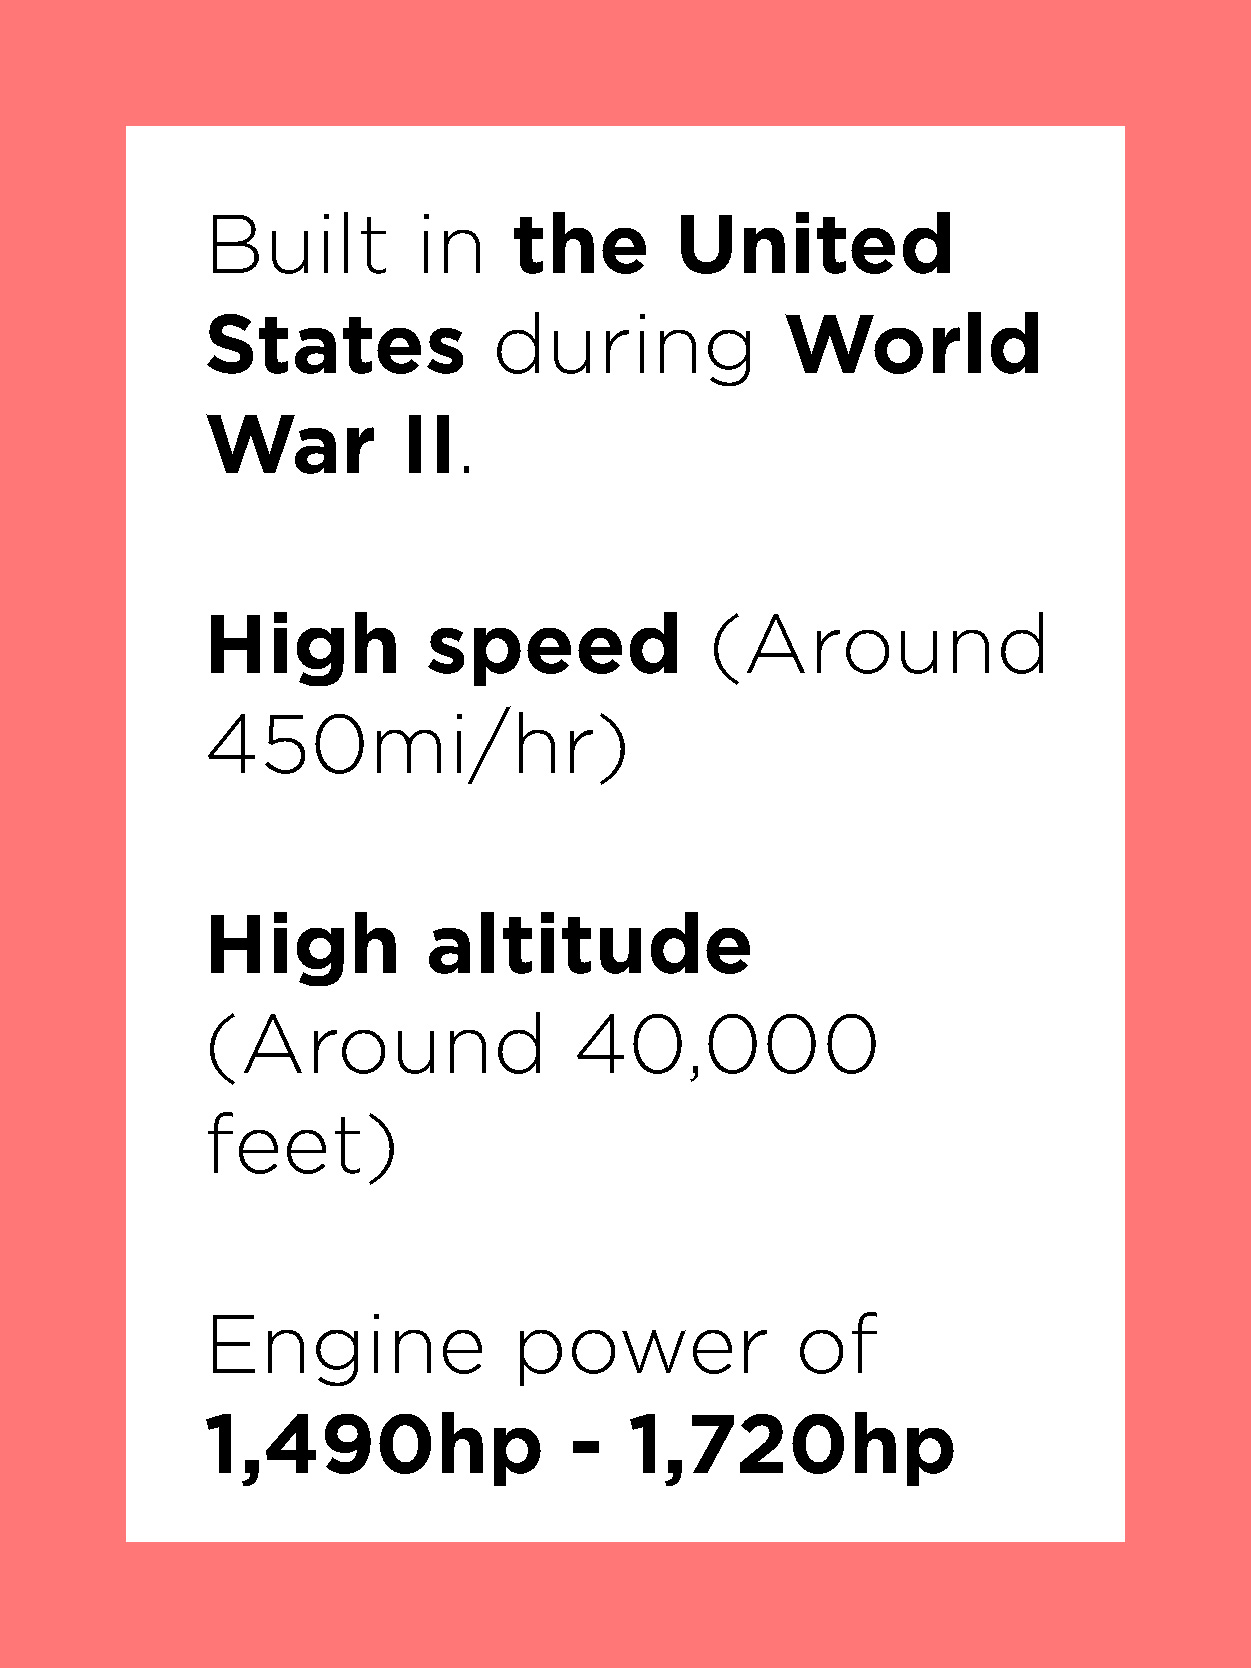 Built in the United
States during World
War II.
High speed (Around
450mi/hr)
High altitude
(Around 40,000
feet)
Engine power of
1,490hp - 1,720hp